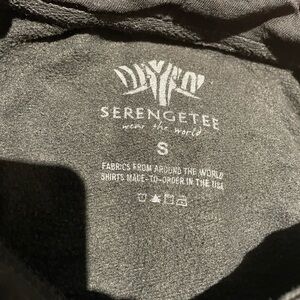 SERENGETEE
wear the world
S
FABRICS FROM AROUND THE WORLD
SHIRTS MADE-TO-ORDER IN THE USA